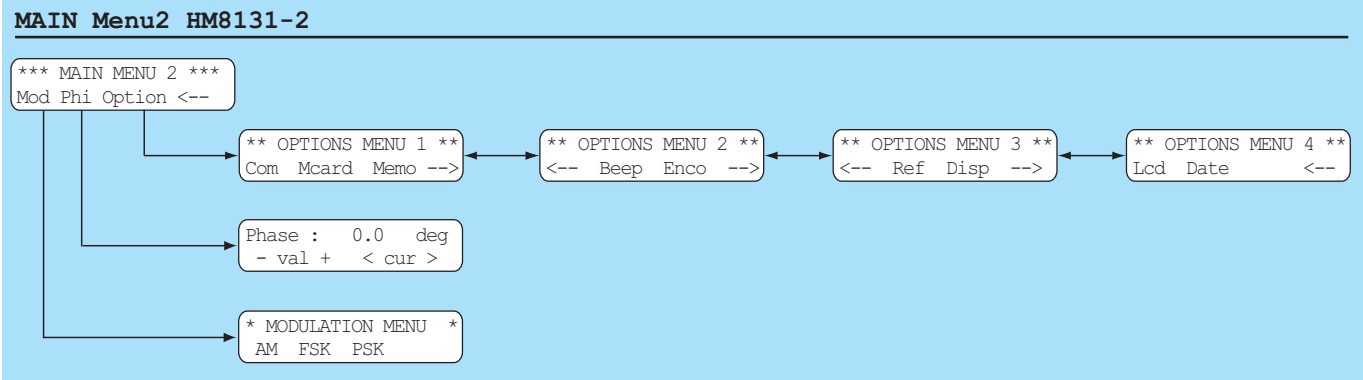 MAIN Menu2 HM8131-2
*** MAIN MENU 2 ***
Mod Phi Option <--
** OPTIONS MENU 1 **
Com Mcard Memo -->
** OPTIONS MENU 2 **
<-- Beep Enco -->
** OPTIONS MENU 3 **
<-- Ref Disp -->
** OPTIONS MENU 4 **
Lcd Date <--
Phase : 0.0 deg
- val + < cur >
* MODULATION MENU *
AM FSK PSK